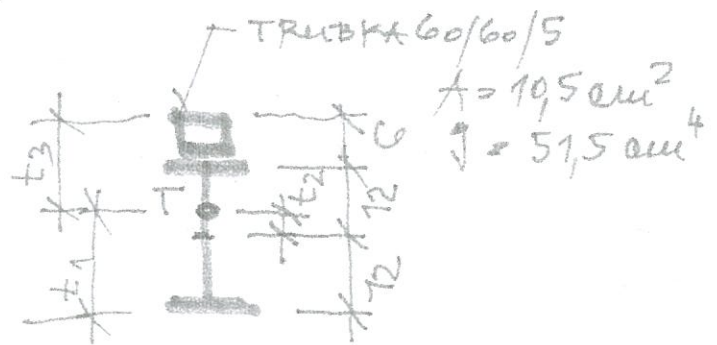 TRUBKA 60/60/5
A = 10,5 cm²
J = 51,5 cm⁴
t3
T
t2
6
12
t1
12